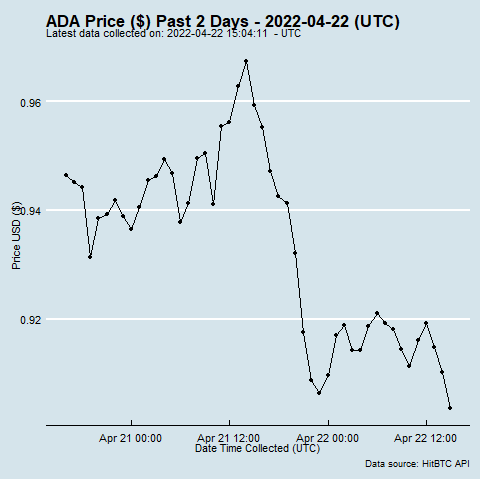 ADA Price ($) Past 2 Days - 2022-04-22 (UTC)
Latest data collected on: 2022-04-22 15:04:11 - UTC
0.96
0.94
0.92
Price USD ($)
Apr 21 00:00 Apr 21 12:00 Apr 22 00:00 Apr 22 12:00
Date Time Collected (UTC)
Data source: HitBTC API